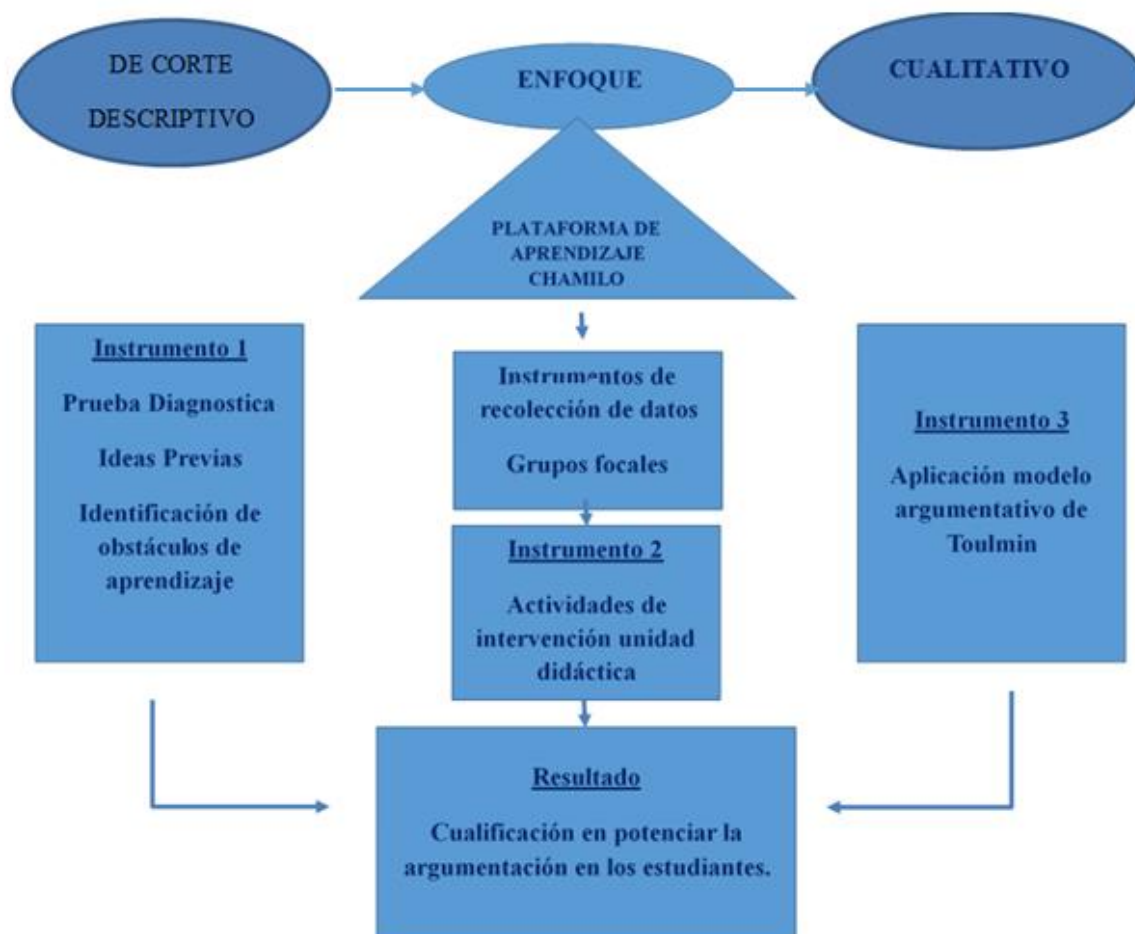 DE CORTE
DESCRIPTIVO
ENFOQUE
CUALITATIVO
PLATAFORMA DE
APRENDIZAJE
CHAMILO
Instrumento 1
Prueba Diagnostica
Ideas Previas
Identificación de
obstáculos de
aprendizaje
Instrumentos de
recolección de datos
Grupos focales
Instrumento 2
Actividades de
intervención unidad
didáctica
Instrumento 3
Aplicación modelo
argumentativo de
Toulmin
Resultado
Cualificación en potenciar la
argumentación en los estudiantes.